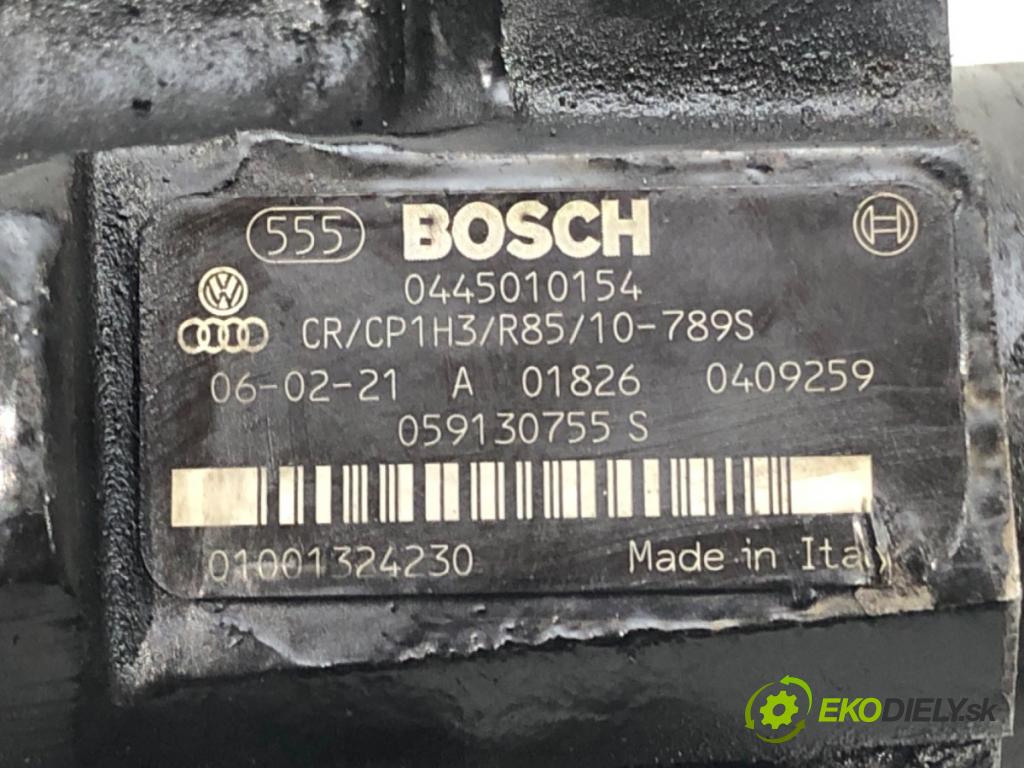 555 BOSCH
0445010154
CR/CP1H3/R85/10-789S
06-02-21 A 01826 0409259
059130755 S
01001324230 Made in Italy
EKODIELY.sk